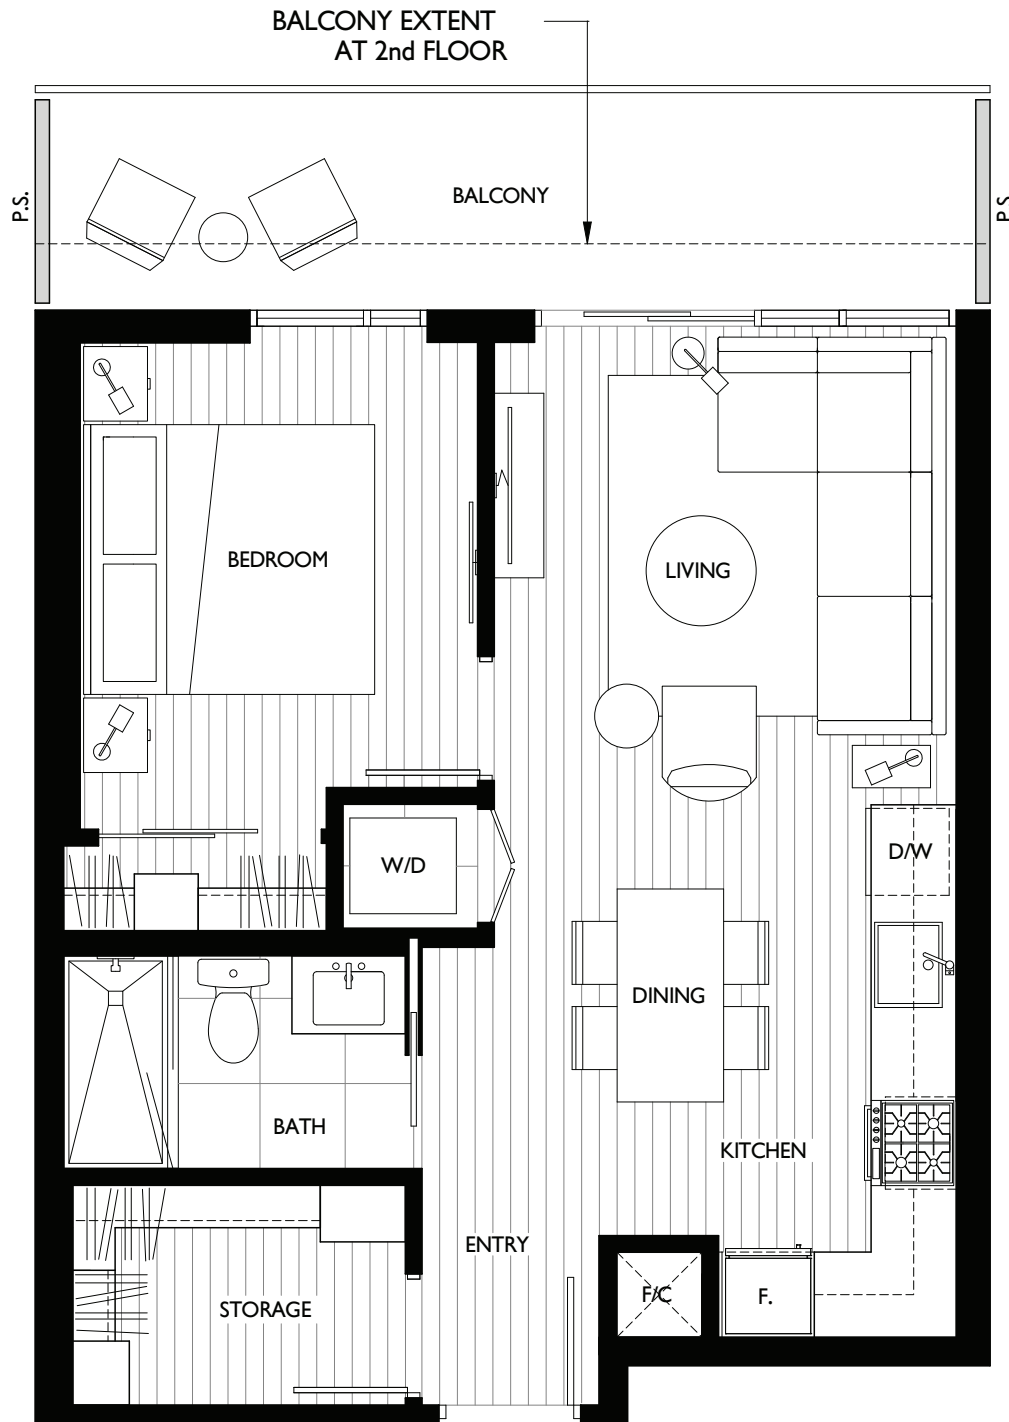 BALCONY EXTENT
AT 2nd FLOOR
P.S.
BALCONY
P.S.
BEDROOM
LIVING
W/D
D/W
DINING
BATH
KITCHEN
ENTRY
STORAGE
F/C
F.